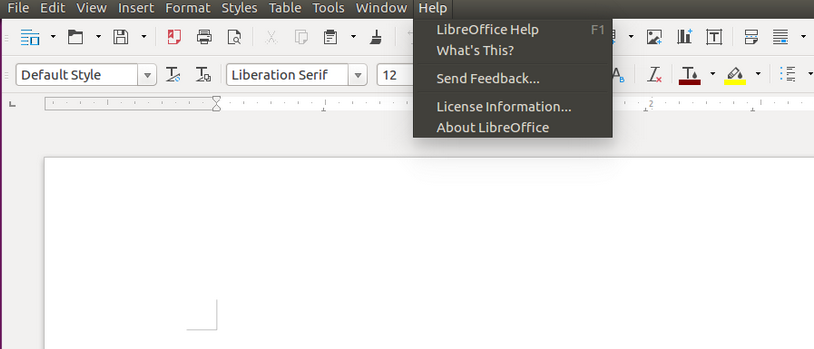 File Edit View Insert Format Styles Table Tools Window Help
LibreOffice Help F1
What's This?
Send Feedback...
License Information...
About LibreOffice
Default Style Liberation Serif 12
2